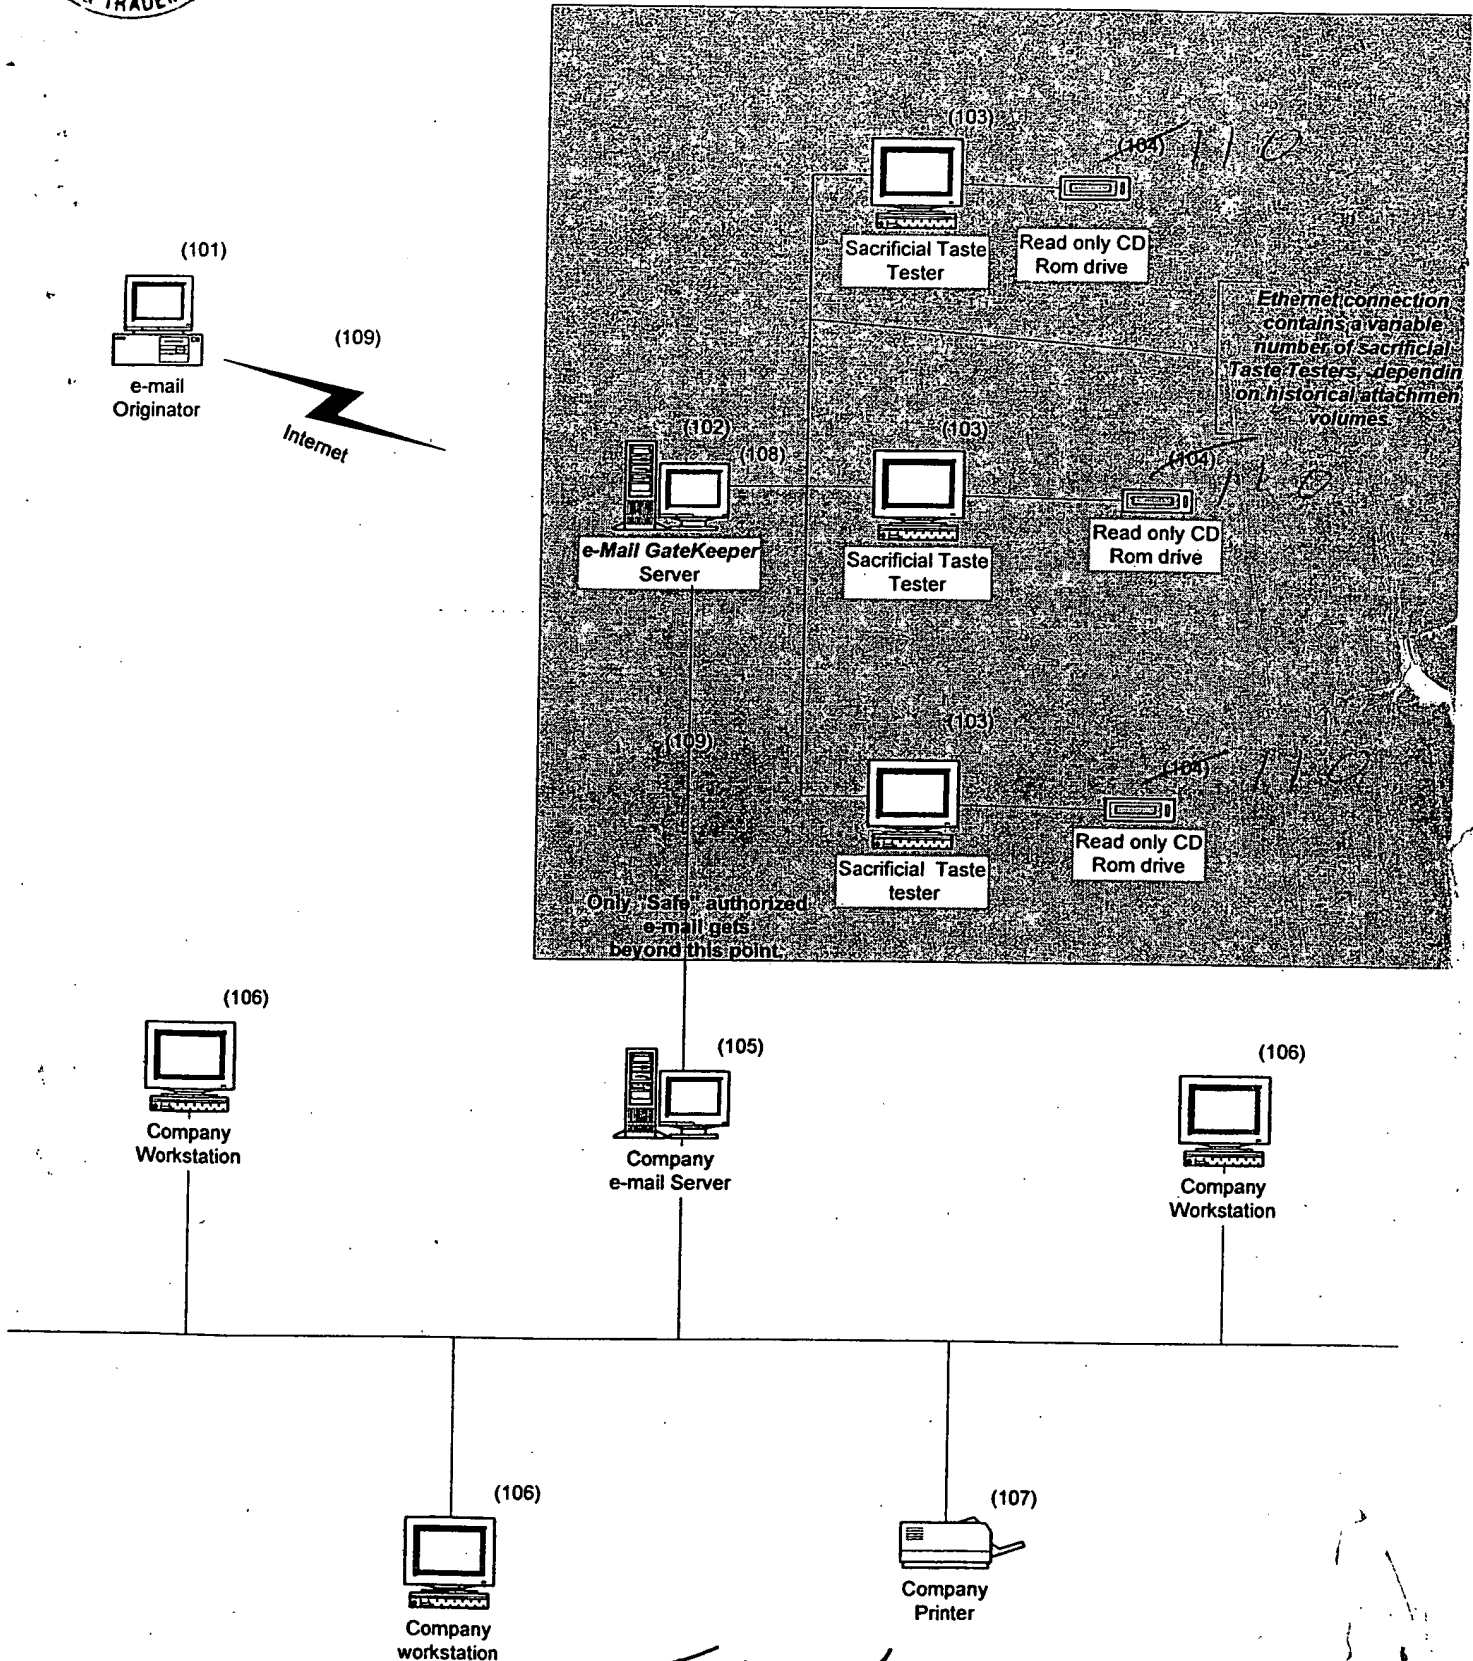 TRADE
(103)
(104) 110
Sacrificial Taste
Tester
Read only CD
Rom drive
(101)
(109)
e-mail
Originator
Internet
Ethernet connection
contains a variable
number of Sacrificial
Taste Testers, dependin
on historical attachmen
volumes
(102)
(108)
(103)
(104) 110
e-Mail GateKeeper
Server
Sacrificial Taste
Tester
Read only CD
Rom drive
(103)
(109)
(104) 110
Sacrificial Taste
tester
Read only CD
Rom drive
Only "Safe" authorized
e-mail gets
beyond this point.
(106)
Company
Workstation
(105)
Company
e-mail Server
(106)
Company
Workstation
(106)
Company
workstation
(107)
Company
Printer